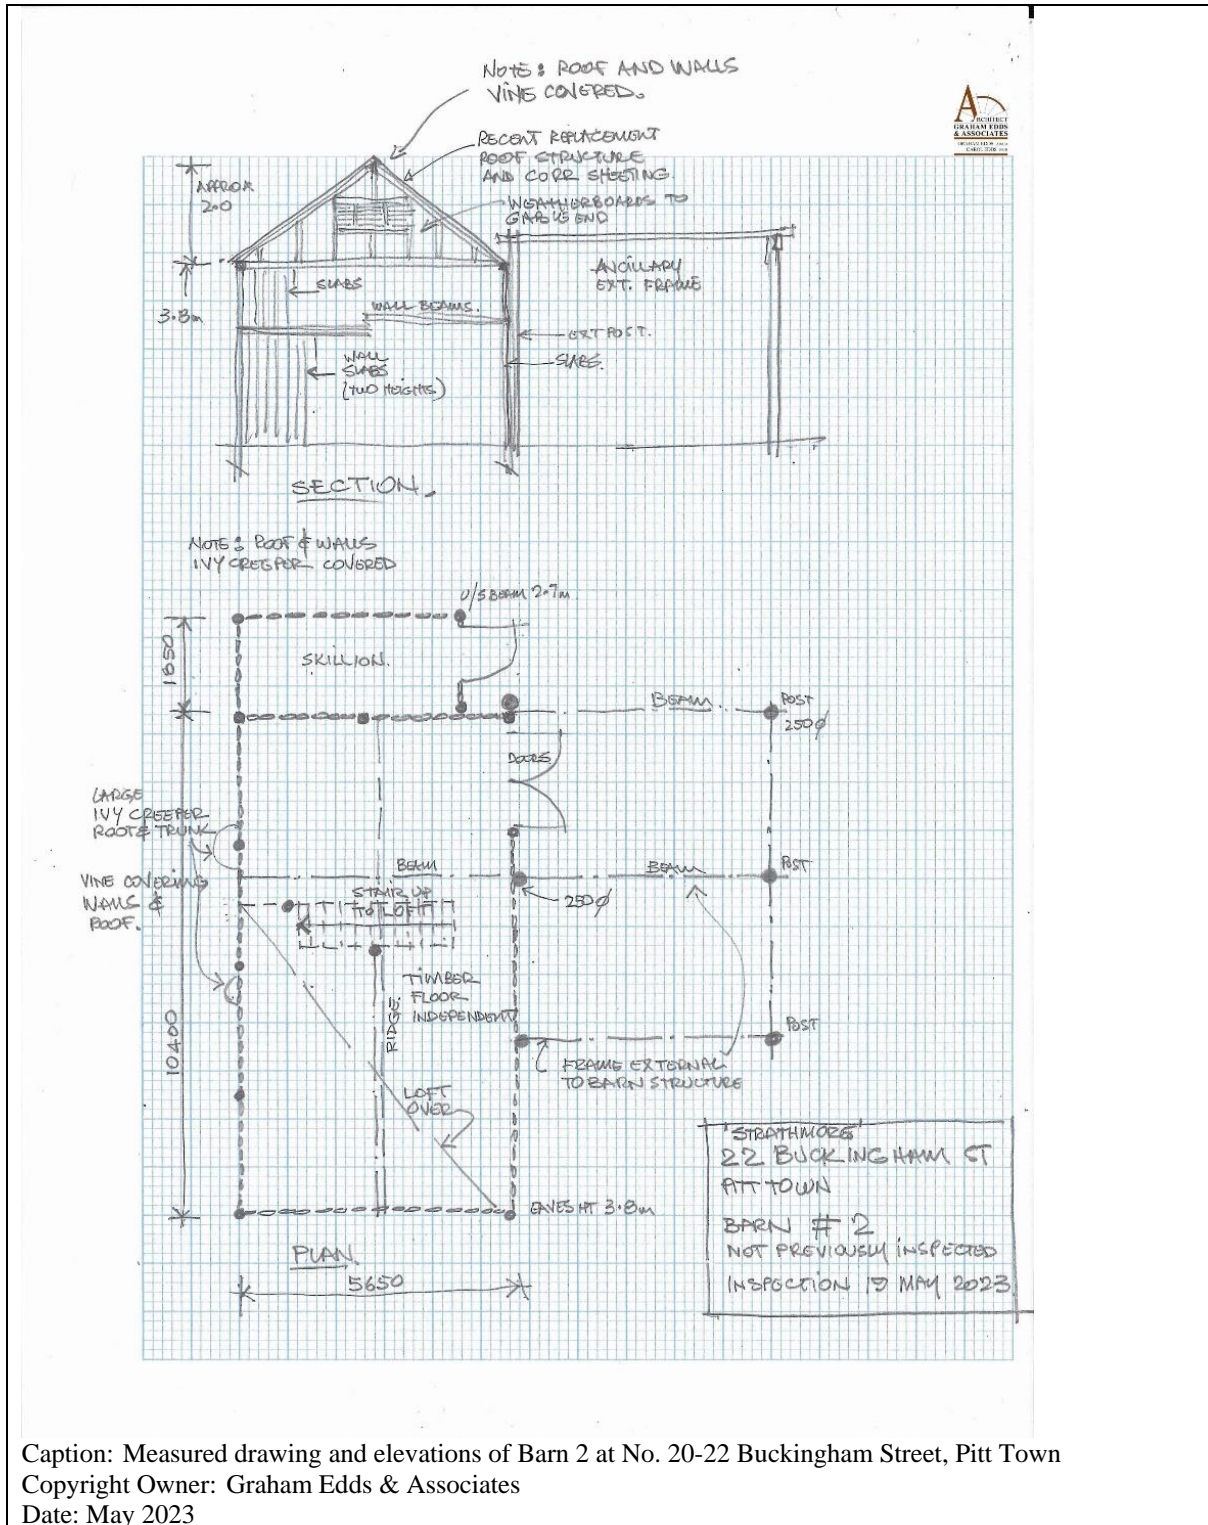 NOTE: ROOF AND WALLS
VINE COVERED.
ARCHITECT
GRAHAM EDDS
& ASSOCIATES
RECENT REPLACEMENT
ROOF STRUCTURE
AND CORR SHEETING.
APPROX
2.0
WEATHERBOARDS TO
GABLE END
ANCILLARY
EXT. FRAME
SLABS
WALL BEAMS.
3.8m
EXT POST.
WALL
SLABS
(TWO HEIGHTS)
SLABS.
SECTION.
NOTE: ROOF & WALLS
IVY CREEPER COVERED
U/S BEAM 2.7m
1850
SKILLION.
BEAM.
POST
250φ
DOORS
LARGE
IVY CREEPER
ROOT & TRUNK
BEAM
BEAM
POST
VINE COVERING
WALLS &
ROOF.
STAIR UP
TO LOFT
250φ
TIMBER
FLOOR
INDEPENDENT
RIDGE.
POST
10400
FRAME EXTERNAL
TO BARN STRUCTURE
LOFT
OVER
EAVES HT 3.8m
PLAN.
5650
'STRATHMORE'
22 BUCKINGHAM ST
PITT TOWN
BARN # 2
NOT PREVIOUSLY INSPECTED
INSPECTION 19 MAY 2023
Caption: Measured drawing and elevations of Barn 2 at No. 20-22 Buckingham Street, Pitt Town
Copyright Owner: Graham Edds & Associates
Date: May 2023